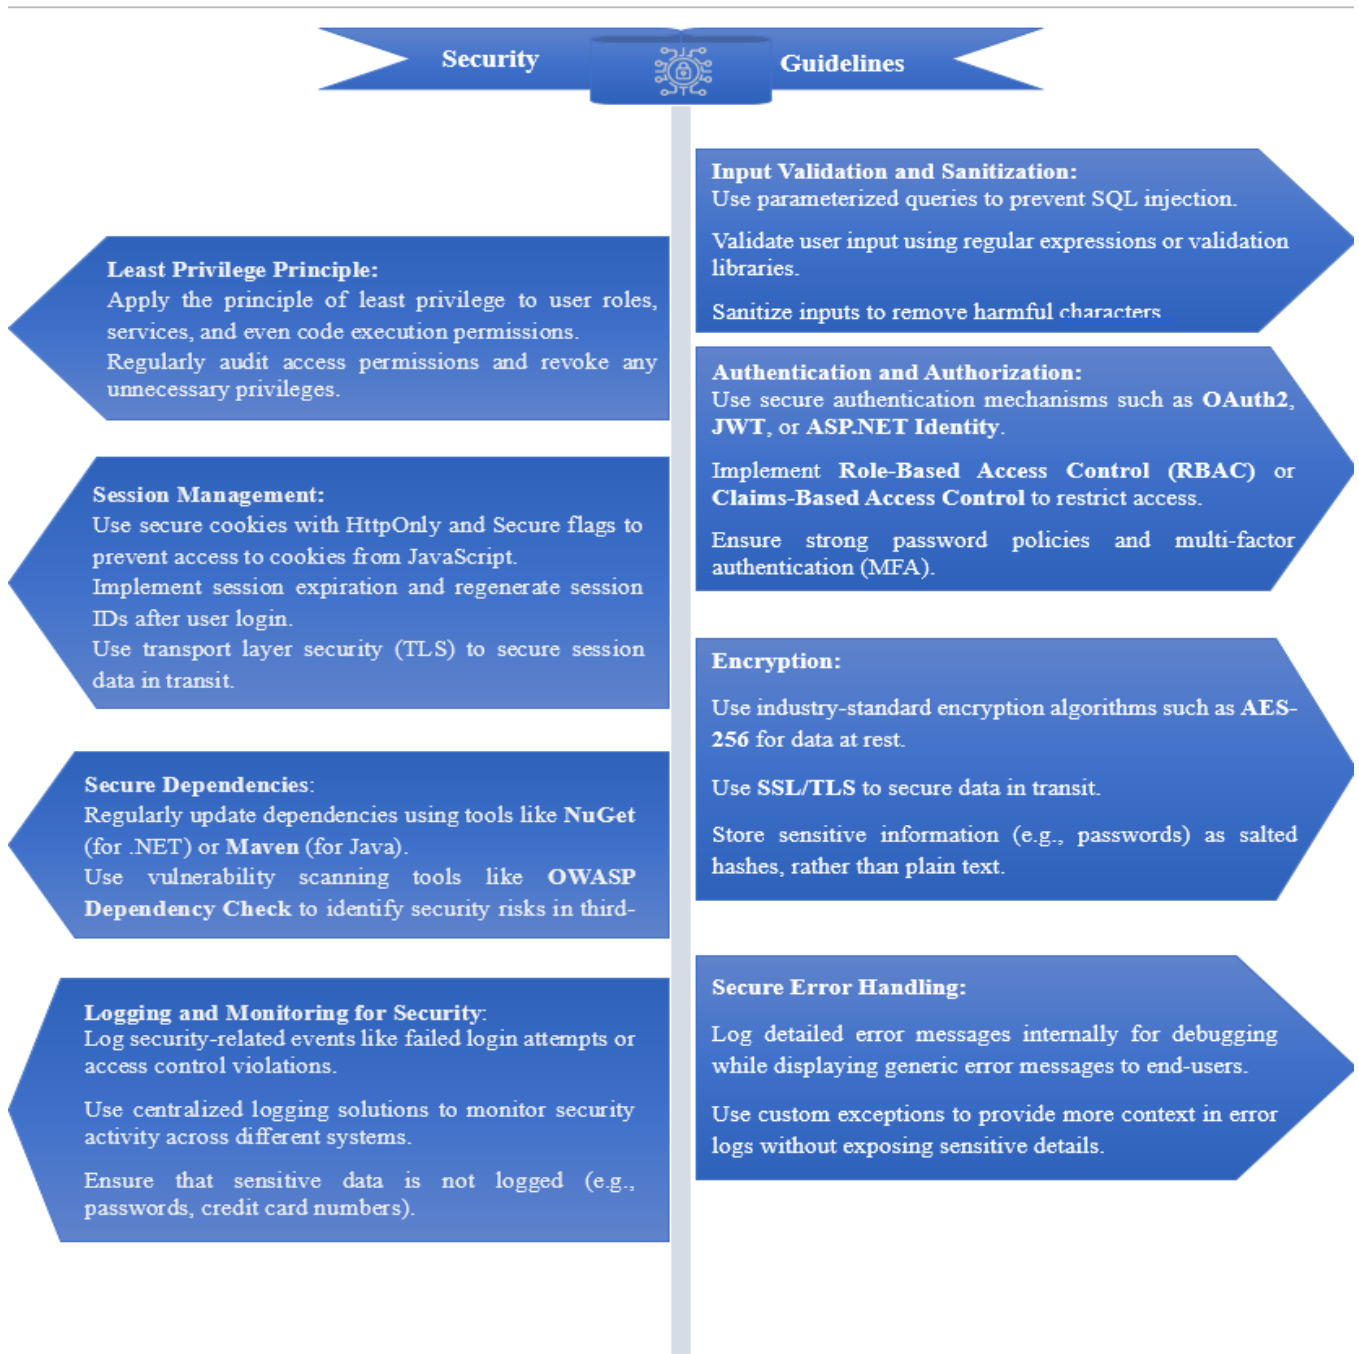 Security
Guidelines
Input Validation and Sanitization:
Use parameterized queries to prevent SQL injection.
Validate user input using regular expressions or validation
libraries.
Sanitize inputs to remove harmful characters
Least Privilege Principle:
Apply the principle of least privilege to user roles,
services, and even code execution permissions.
Regularly audit access permissions and revoke any
unnecessary privileges.
Authentication and Authorization:
Use secure authentication mechanisms such as OAuth2,
JWT, or ASP.NET Identity.
Implement Role-Based Access Control (RBAC) or
Claims-Based Access Control to restrict access.
Ensure strong password policies and multi-factor
authentication (MFA).
Session Management:
Use secure cookies with HttpOnly and Secure flags to
prevent access to cookies from JavaScript.
Implement session expiration and regenerate session
IDs after user login.
Use transport layer security (TLS) to secure session
data in transit.
Encryption:
Use industry-standard encryption algorithms such as AES-
256 for data at rest.
Use SSL/TLS to secure data in transit.
Store sensitive information (e.g., passwords) as salted
hashes, rather than plain text.
Secure Dependencies:
Regularly update dependencies using tools like NuGet
(for .NET) or Maven (for Java).
Use vulnerability scanning tools like OWASP
Dependency Check to identify security risks in third-
Secure Error Handling:
Log detailed error messages internally for debugging
while displaying generic error messages to end-users.
Use custom exceptions to provide more context in error
logs without exposing sensitive details.
Logging and Monitoring for Security:
Log security-related events like failed login attempts or
access control violations.
Use centralized logging solutions to monitor security
activity across different systems.
Ensure that sensitive data is not logged (e.g.,
passwords, credit card numbers).